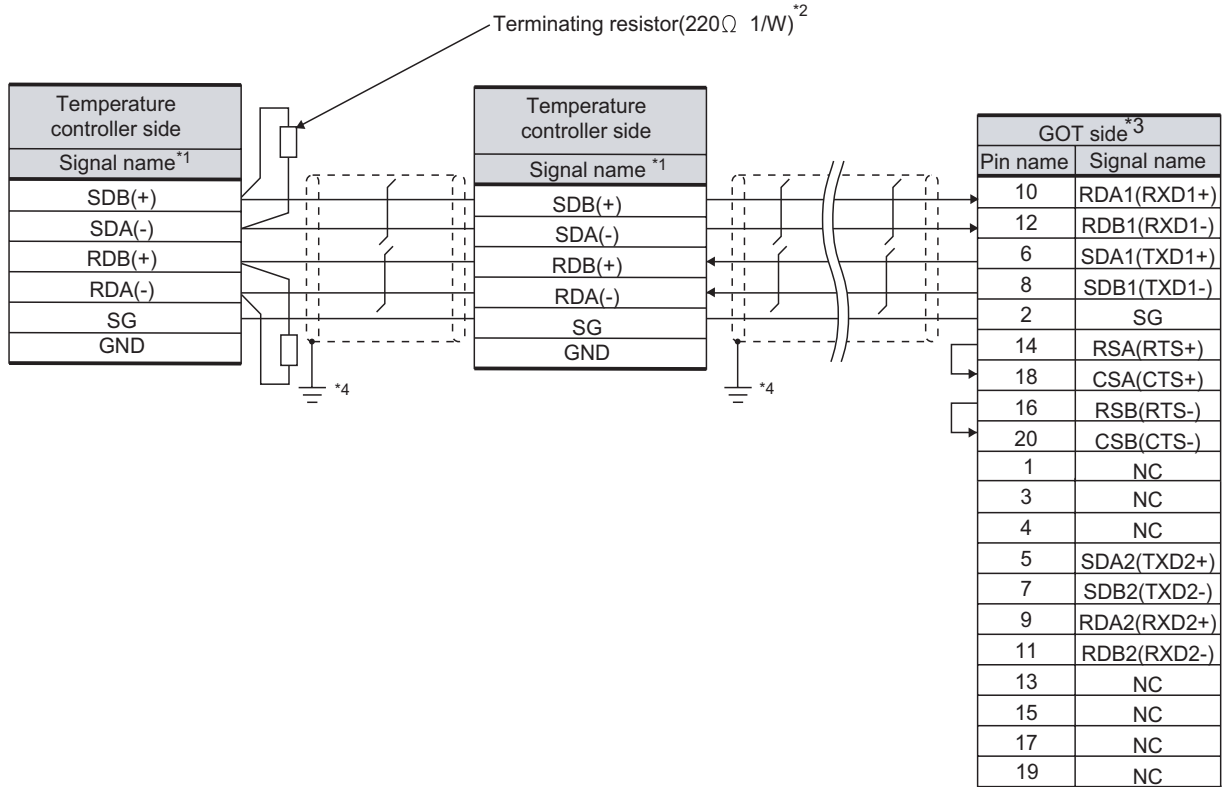 Terminating resistor(220Ω 1/W)*2
Temperature
controller side
Signal name*1
SDB(+)
SDA(-)
RDB(+)
RDA(-)
SG
GND
*4
Temperature
controller side
Signal name *1
SDB(+)
SDA(-)
RDB(+)
RDA(-)
SG
GND
*4
GOT side*3
Pin name Signal name
10 RDA1(RXD1+)
12 RDB1(RXD1-)
6 SDA1(TXD1+)
8 SDB1(TXD1-)
2 SG
14 RSA(RTS+)
18 CSA(CTS+)
16 RSB(RTS-)
20 CSB(CTS-)
1 NC
3 NC
4 NC
5 SDA2(TXD2+)
7 SDB2(TXD2-)
9 RDA2(RXD2+)
11 RDB2(RXD2-)
13 NC
15 NC
17 NC
19 NC